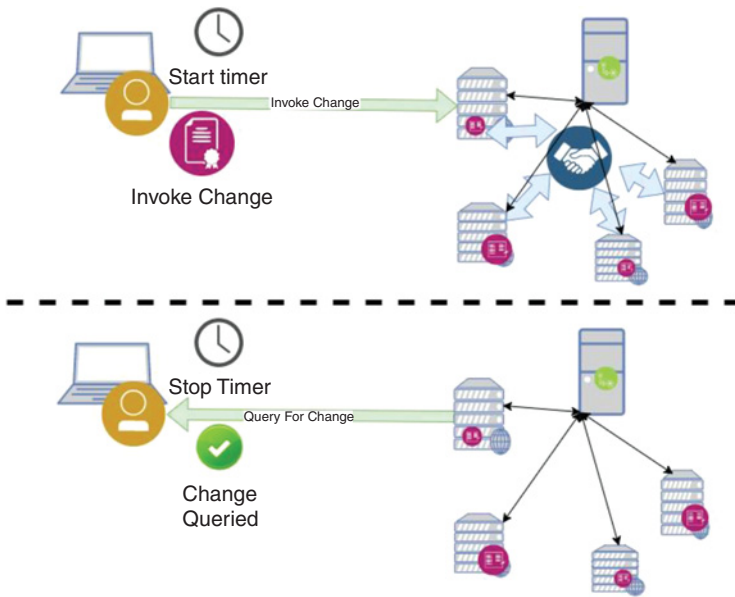 Start timer
Invoke Change
Invoke Change
Stop Timer
Query For Change
Change
Queried